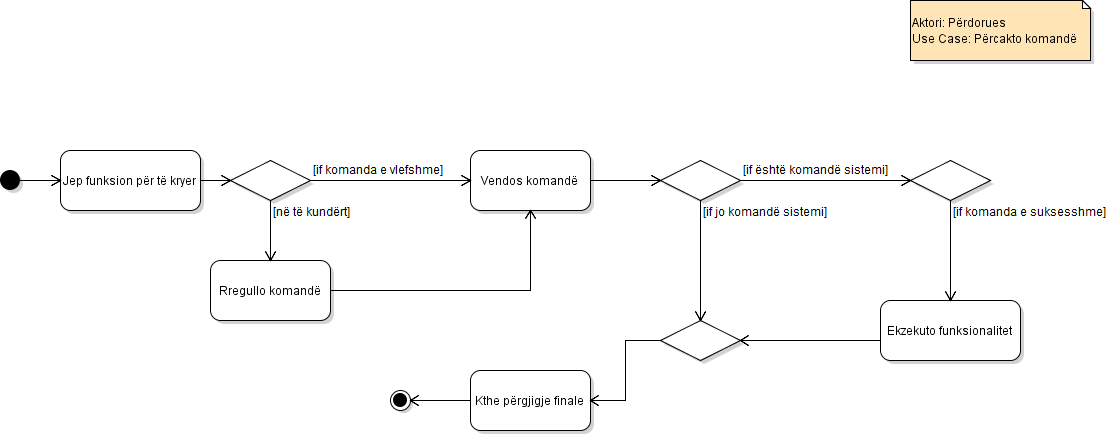 Aktori: Përdorues
Use Case: Përcakto komandë
Jep funksion për të kryer
[if komanda e vlefshme]
[në të kundërt]
Rregullo komandë
Vendos komandë
[if është komandë sistemi]
[if jo komandë sistemi]
[if komanda e suksesshme]
Ekzekuto funksionalitet
Kthe përgjigje finale